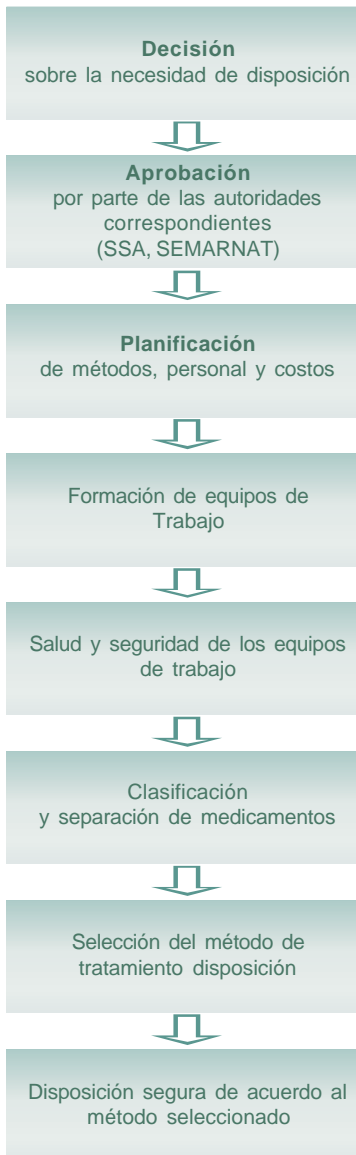 Decisión
sobre la necesidad de disposición
Aprobación
por parte de las autoridades
correspondientes
(SSA, SEMARNAT)
Planificación
de métodos, personal y costos
Formación de equipos de
Trabajo
Salud y seguridad de los equipos
de trabajo
Clasificación
y separación de medicamentos
Selección del método de
tratamiento disposición
Disposición segura de acuerdo al
método seleccionado